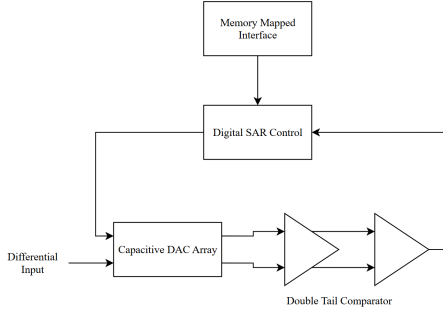 Memory Mapped
Interface
Digital SAR Control
Capacitive DAC Array
Differential
Input
Double Tail Comparator